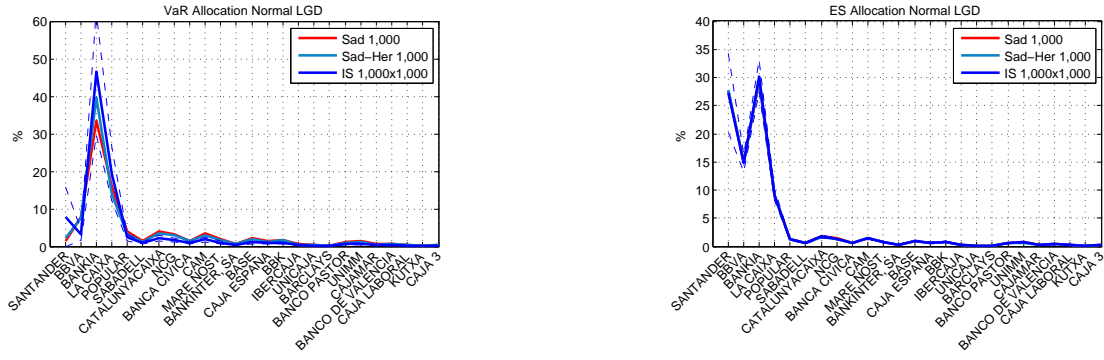 VaR Allocation Normal LGD
60
50
40
30
20
10
0
%
Sad 1,000
Sad-Her 1,000
IS 1,000x1,000
SANTANDER
BBVA
BANKIA
LA CAIXA
POPULAR
SABADELL
CATALUNYACAIXA
NCG
BANCA CIVICA
CAM
MARE NOST.
BANKINTER, SA
BASE
CAJA ESPAÑA
BBK
IBERCAJA
UNICAJA
BARCLAYS
BANCO PASTOR
UNIMM
CAJAMAR
BANCO DE VALENCIA
CAJA LABORAL
KUTXA
CAJA 3
ES Allocation Normal LGD
40
35
30
25
20
15
10
5
0
%
Sad 1,000
Sad-Her 1,000
IS 1,000x1,000
SANTANDER
BBVA
BANKIA
LA CAIXA
POPULAR
SABADELL
CATALUNYACAIXA
NCG
BANCA CIVICA
CAM
MARE NOST.
BANKINTER, SA
BASE
CAJA ESPAÑA
BBK
IBERCAJA
UNICAJA
BARCLAYS
BANCO PASTOR
UNIMM
CAJAMAR
BANCO DE VALENCIA
CAJA LABORAL
KUTXA
CAJA 3